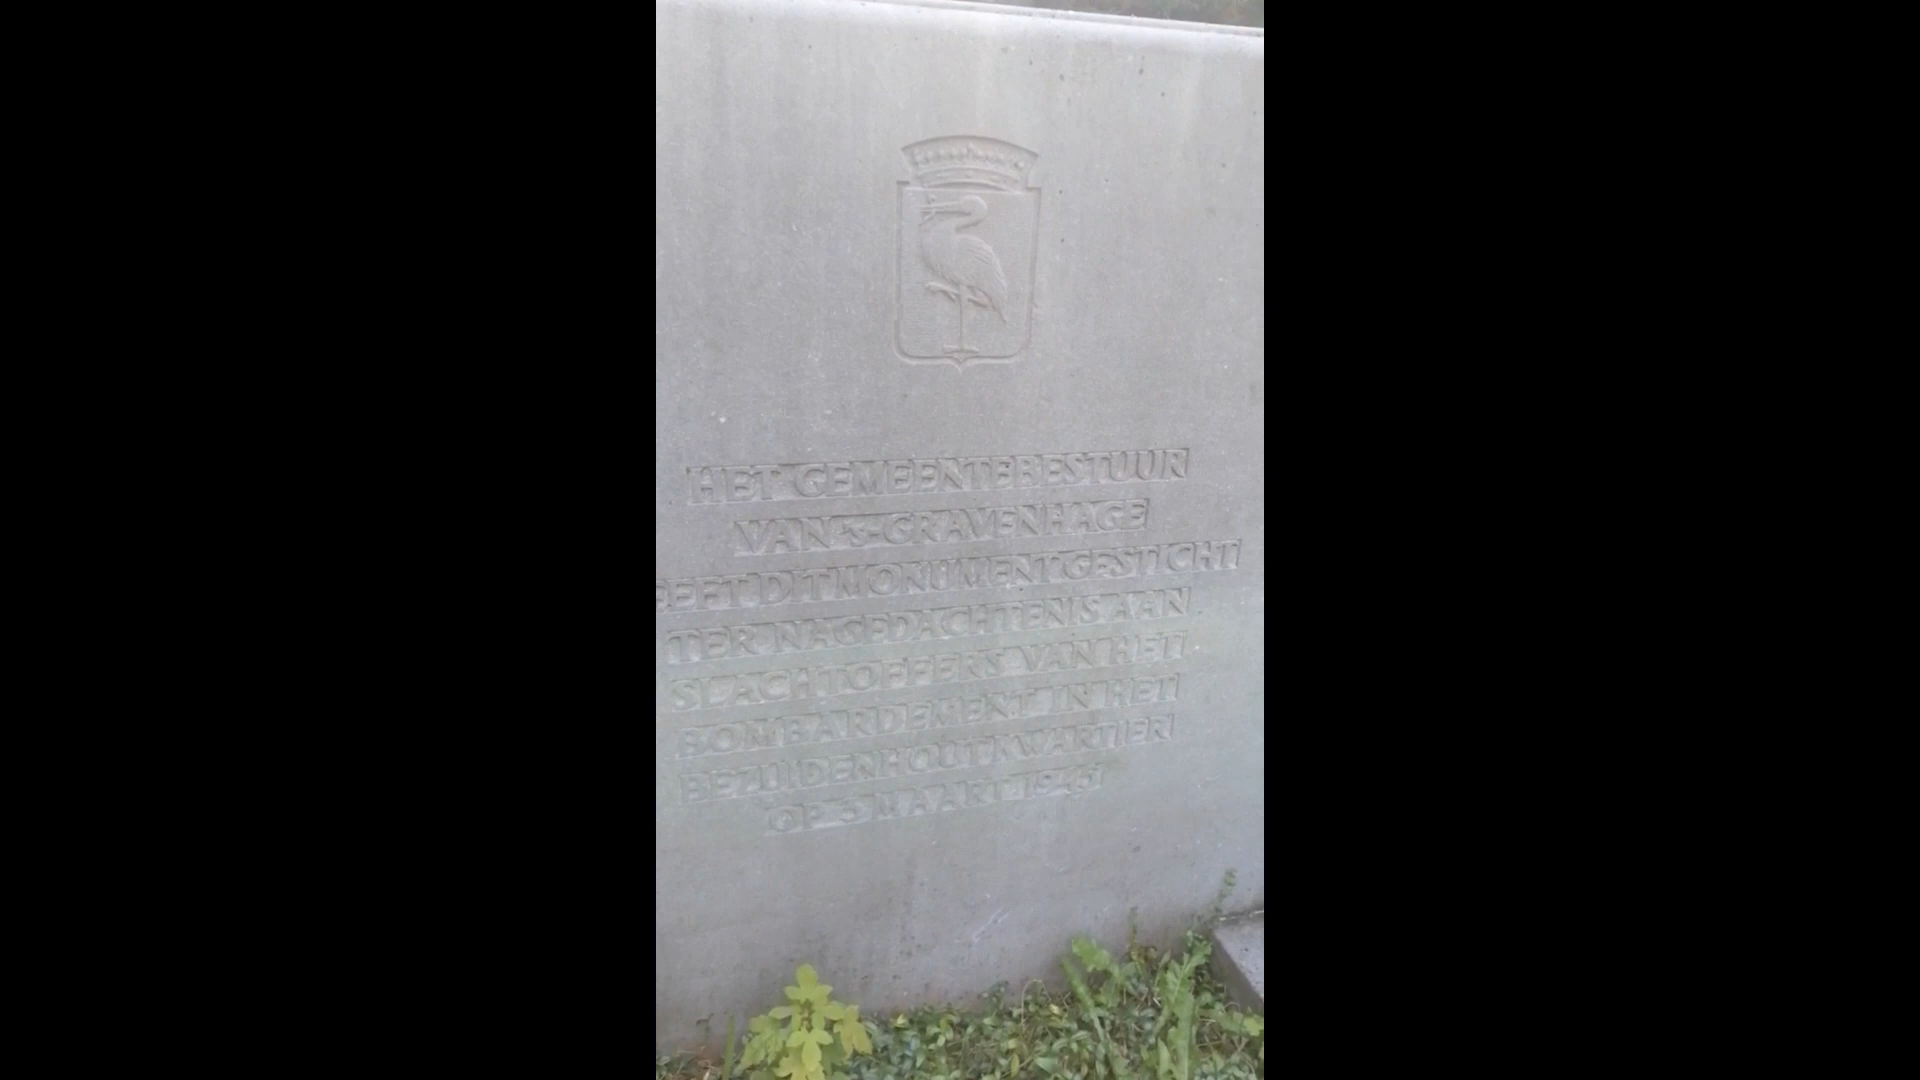 HET GEMEENTEBESTUUR
VAN 'S-GRAVENHAGE
EEFT DIT MONUMENT GESTICHT
TER NAGEDACHTENIS AAN
SLACHTOFFERS VAN HET
BOMBARDEMENT IN HET
BEZUIDENHOUTKWARTIER
OP 3 MAART 1945